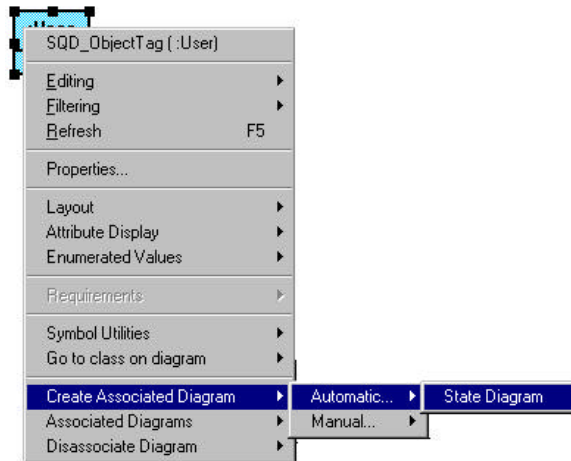 :User
SQD_ObjectTag ( :User)
Editing
Filtering
Refresh F5
Properties...
Layout
Attribute Display
Enumerated Values
Requirements
Symbol Utilities
Go to class on diagram
Create Associated Diagram Automatic... State Diagram
Associated Diagrams Manual...
Disassociate Diagram